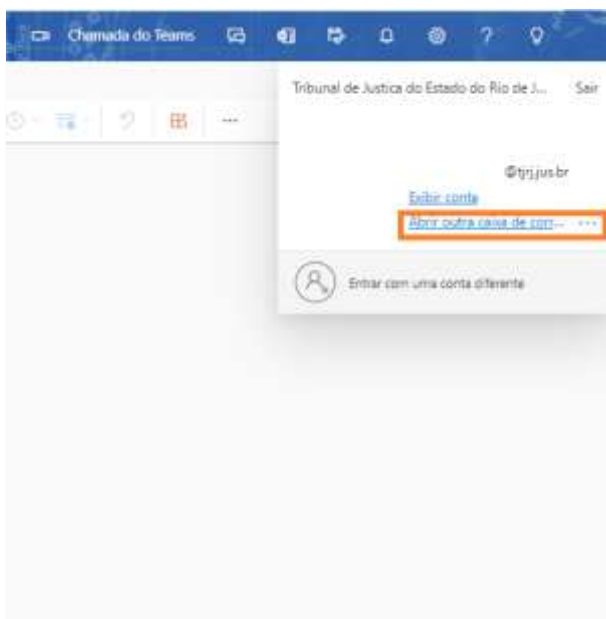 Chamada do Teams
Tribunal de Justica do Estado do Rio de J... Sair
@tjrj.jus.br
Exibir conta
Abrir outra caixa de corr... ...
Entrar com uma conta diferente